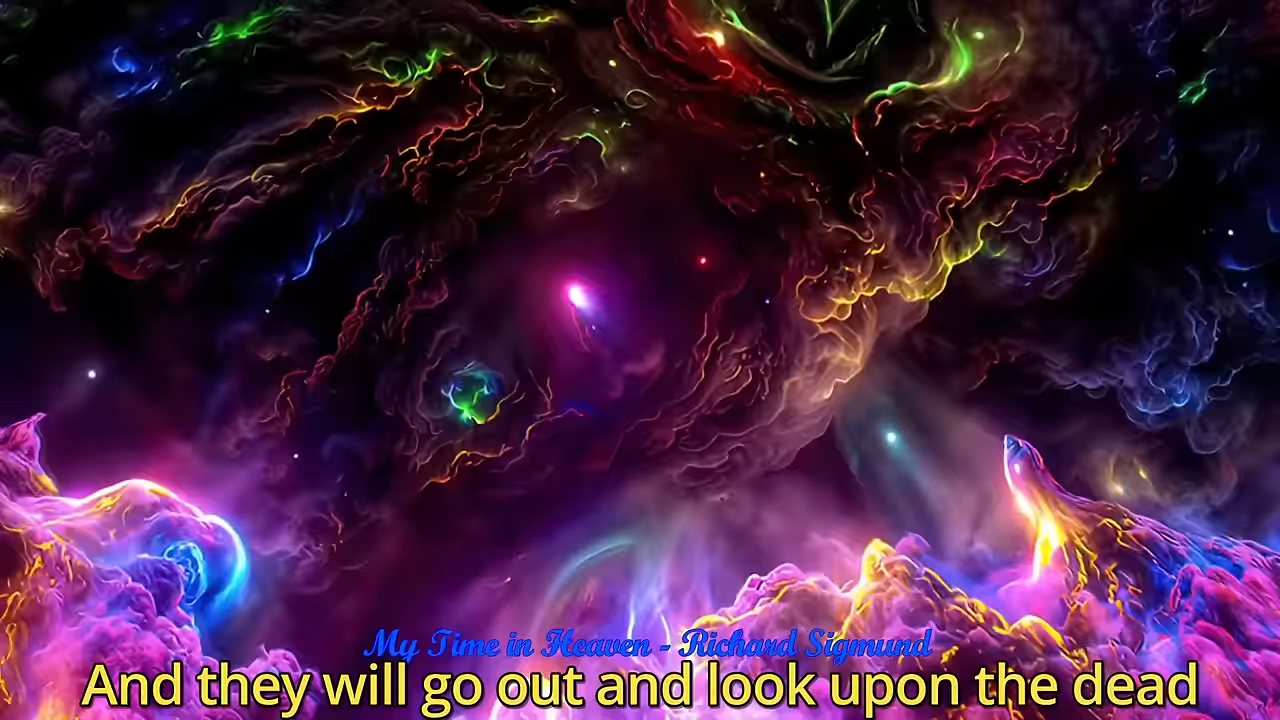 My Time in Heaven - Richard Sigmund
And they will go out and look upon the dead